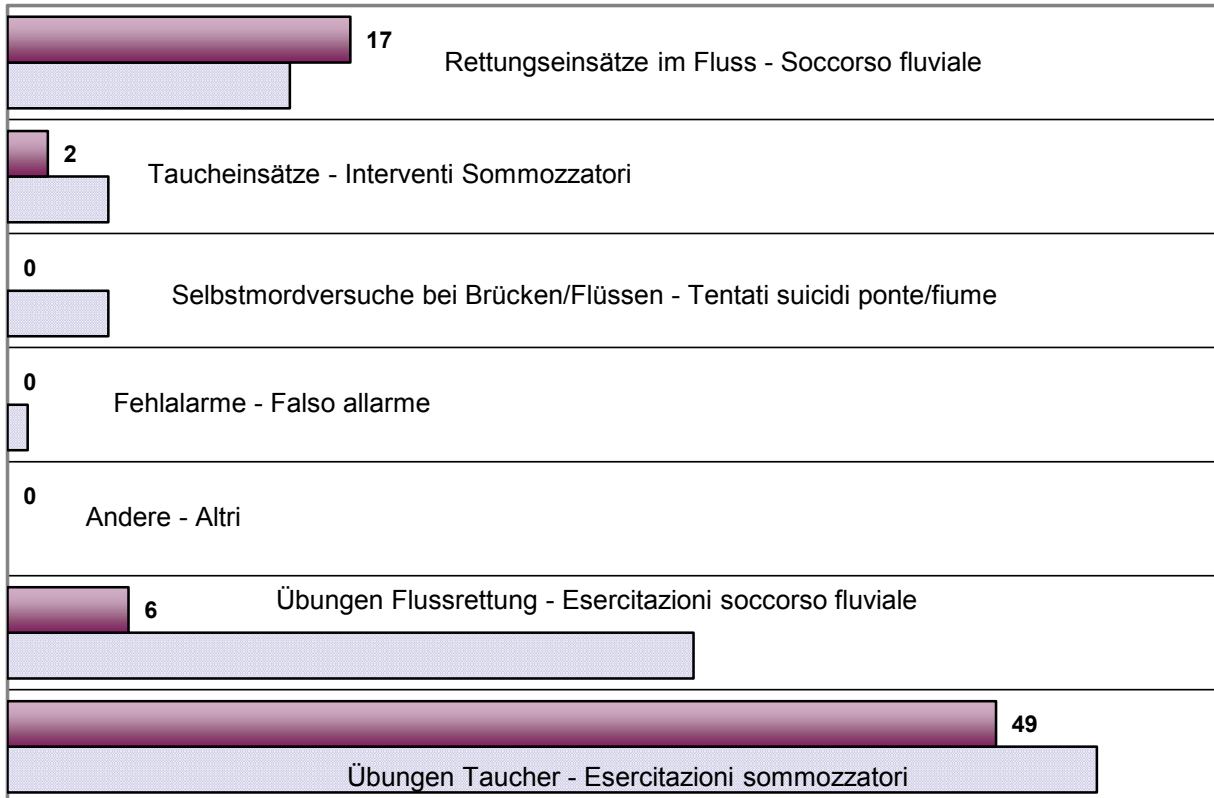 17
Rettungseinsätze im Fluss - Soccorso fluviale
2
Taucheinsätze - Interventi Sommozzatori
0
Selbstmordversuche bei Brücken/Flüssen - Tentati suicidi ponte/fiume
0
Fehlalarme - Falso allarme
0
Andere - Altri
6
Übungen Flussrettung - Esercitazioni soccorso fluviale
49
Übungen Taucher - Esercitazioni sommozzatori